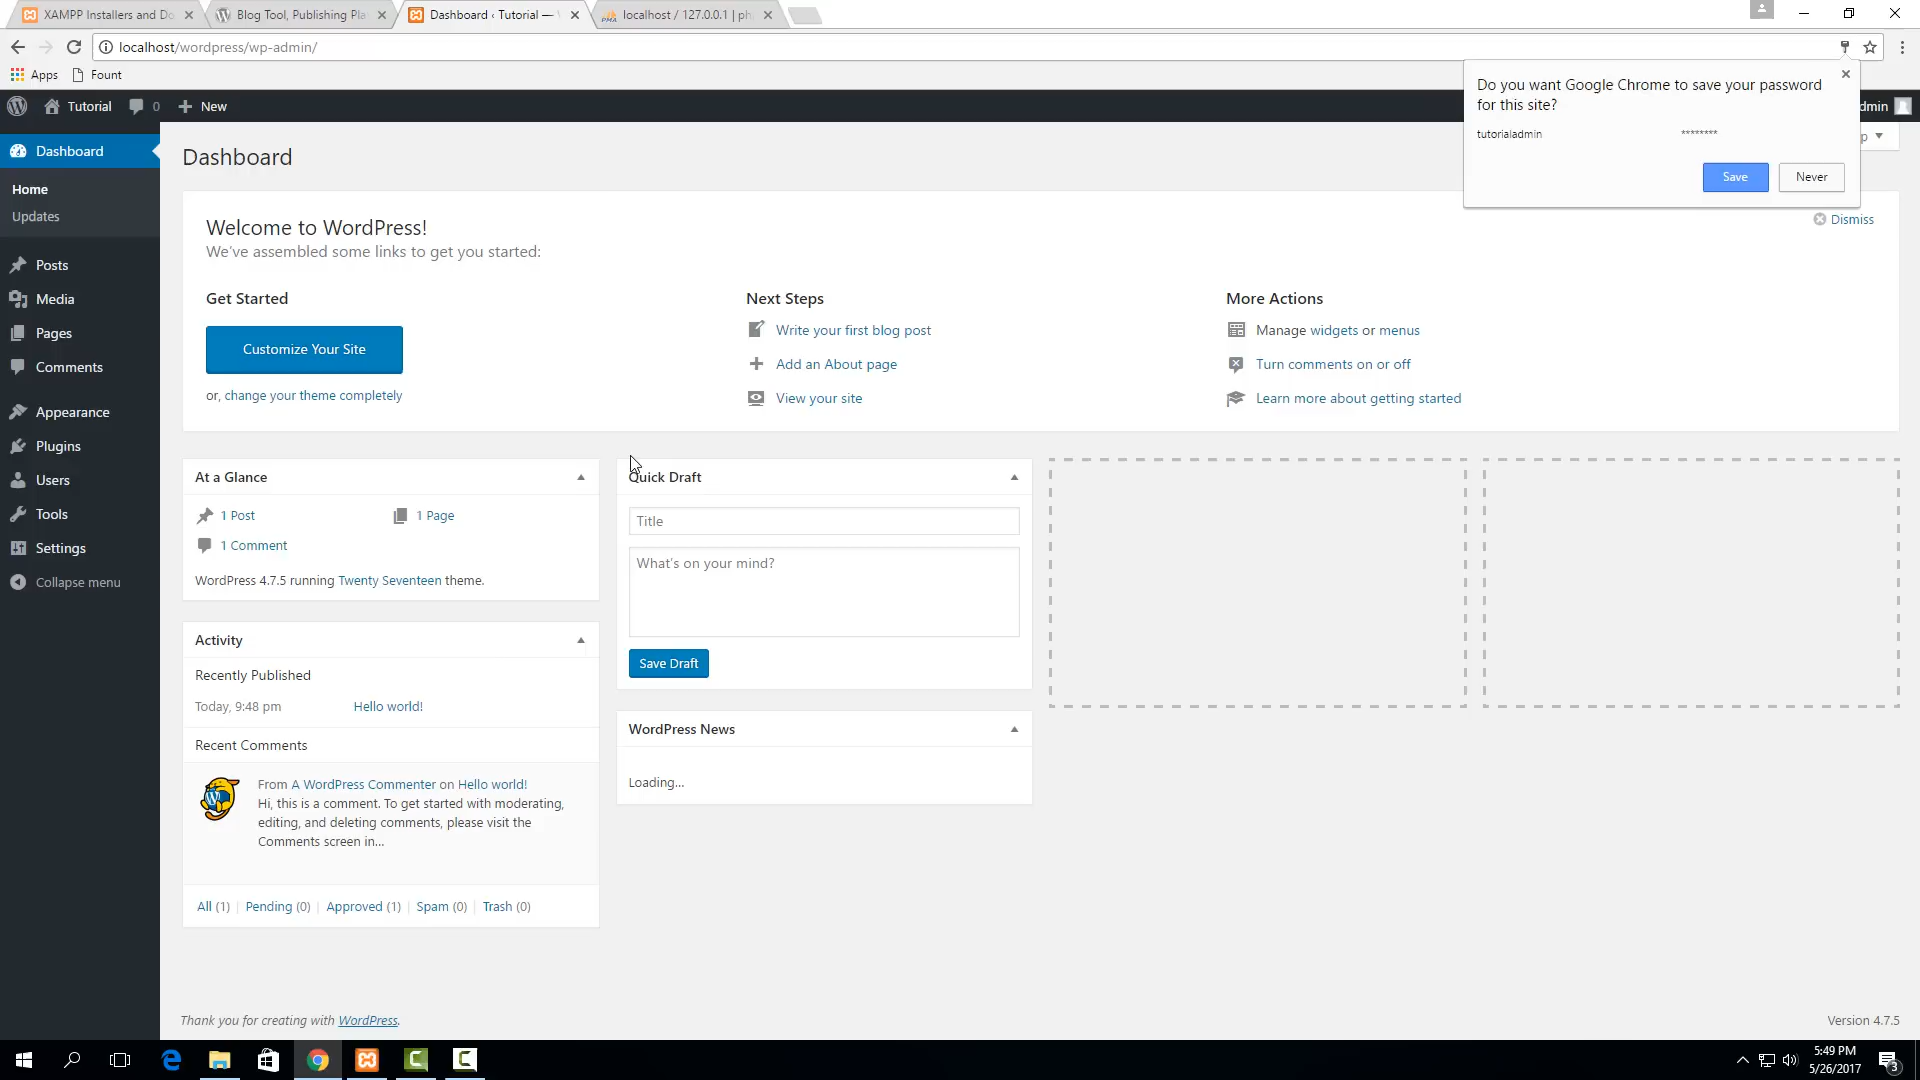 XAMPP Installers and Do
Blog Tool, Publishing Pla
Dashboard ‹ Tutorial —
localhost / 127.0.0.1 | ph
localhost/wordpress/wp-admin/
Apps
Fount
Do you want Google Chrome to save your password
for this site?
tutorialadmin ********
Save
Never
Tutorial
0
New
dmin
p
Dashboard
Home
Updates
Posts
Media
Pages
Comments
Appearance
Plugins
Users
Tools
Settings
Collapse menu
Dashboard
Dismiss
Welcome to WordPress!
We've assembled some links to get you started:
Get Started
Customize Your Site
or, change your theme completely
Next Steps
Write your first blog post
Add an About page
View your site
More Actions
Manage widgets or menus
Turn comments on or off
Learn more about getting started
At a Glance
1 Post
1 Page
1 Comment
WordPress 4.7.5 running Twenty Seventeen theme.
Activity
Recently Published
Today, 9:48 pm Hello world!
Recent Comments
From A WordPress Commenter on Hello world!
Hi, this is a comment. To get started with moderating,
editing, and deleting comments, please visit the
Comments screen in...
All (1) | Pending (0) | Approved (1) | Spam (0) | Trash (0)
Quick Draft
Title
What's on your mind?
Save Draft
WordPress News
Loading...
Thank you for creating with WordPress.
Version 4.7.5
5:49 PM
5/26/2017
3